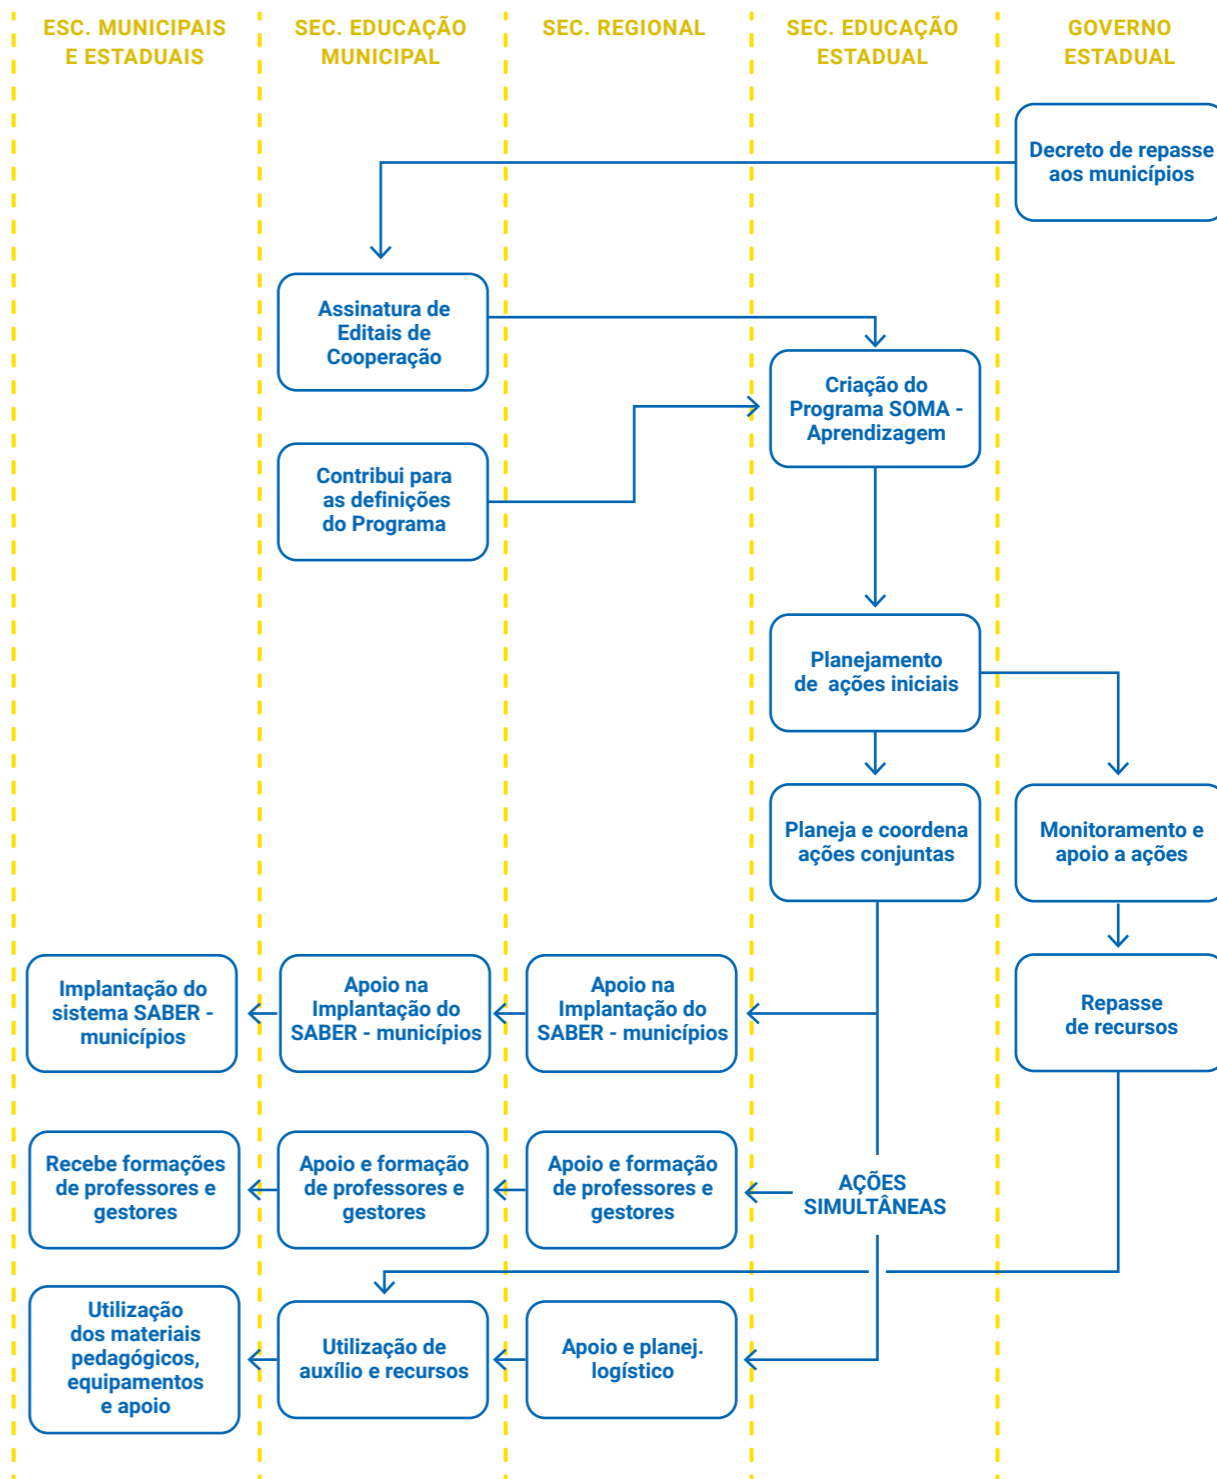 ESC. MUNICIPAIS
E ESTADUAIS
SEC. EDUCAÇÃO
MUNICIPAL
SEC. REGIONAL
SEC. EDUCAÇÃO
ESTADUAL
GOVERNO
ESTADUAL
Decreto de repasse
aos municípios
Assinatura de
Editais de
Cooperação
Criação do
Programa SOMA -
Aprendizagem
Contribui para
as definições
do Programa
Planejamento
de ações iniciais
Planeja e coordena
ações conjuntas
Monitoramento e
apoio a ações
Implantação do
sistema SABER -
municípios
Apoio na
Implantação do
SABER - municípios
Apoio na
Implantação do
SABER - municípios
Repasse
de recursos
Recebe formações
de professores e
gestores
Apoio e formação
de professores e
gestores
Apoio e formação
de professores e
gestores
AÇÕES
SIMULTÂNEAS
Utilização
dos materiais
pedagógicos,
equipamentos
e apoio
Utilização de
auxílio e recursos
Apoio e planej.
logístico